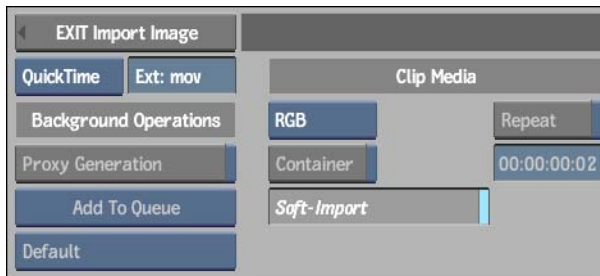 EXIT Import Image
QuickTime Ext: mov Clip Media
Background Operations RGB Repeat
Proxy Generation Container 00:00:00:02
Add To Queue Soft-Import
Default